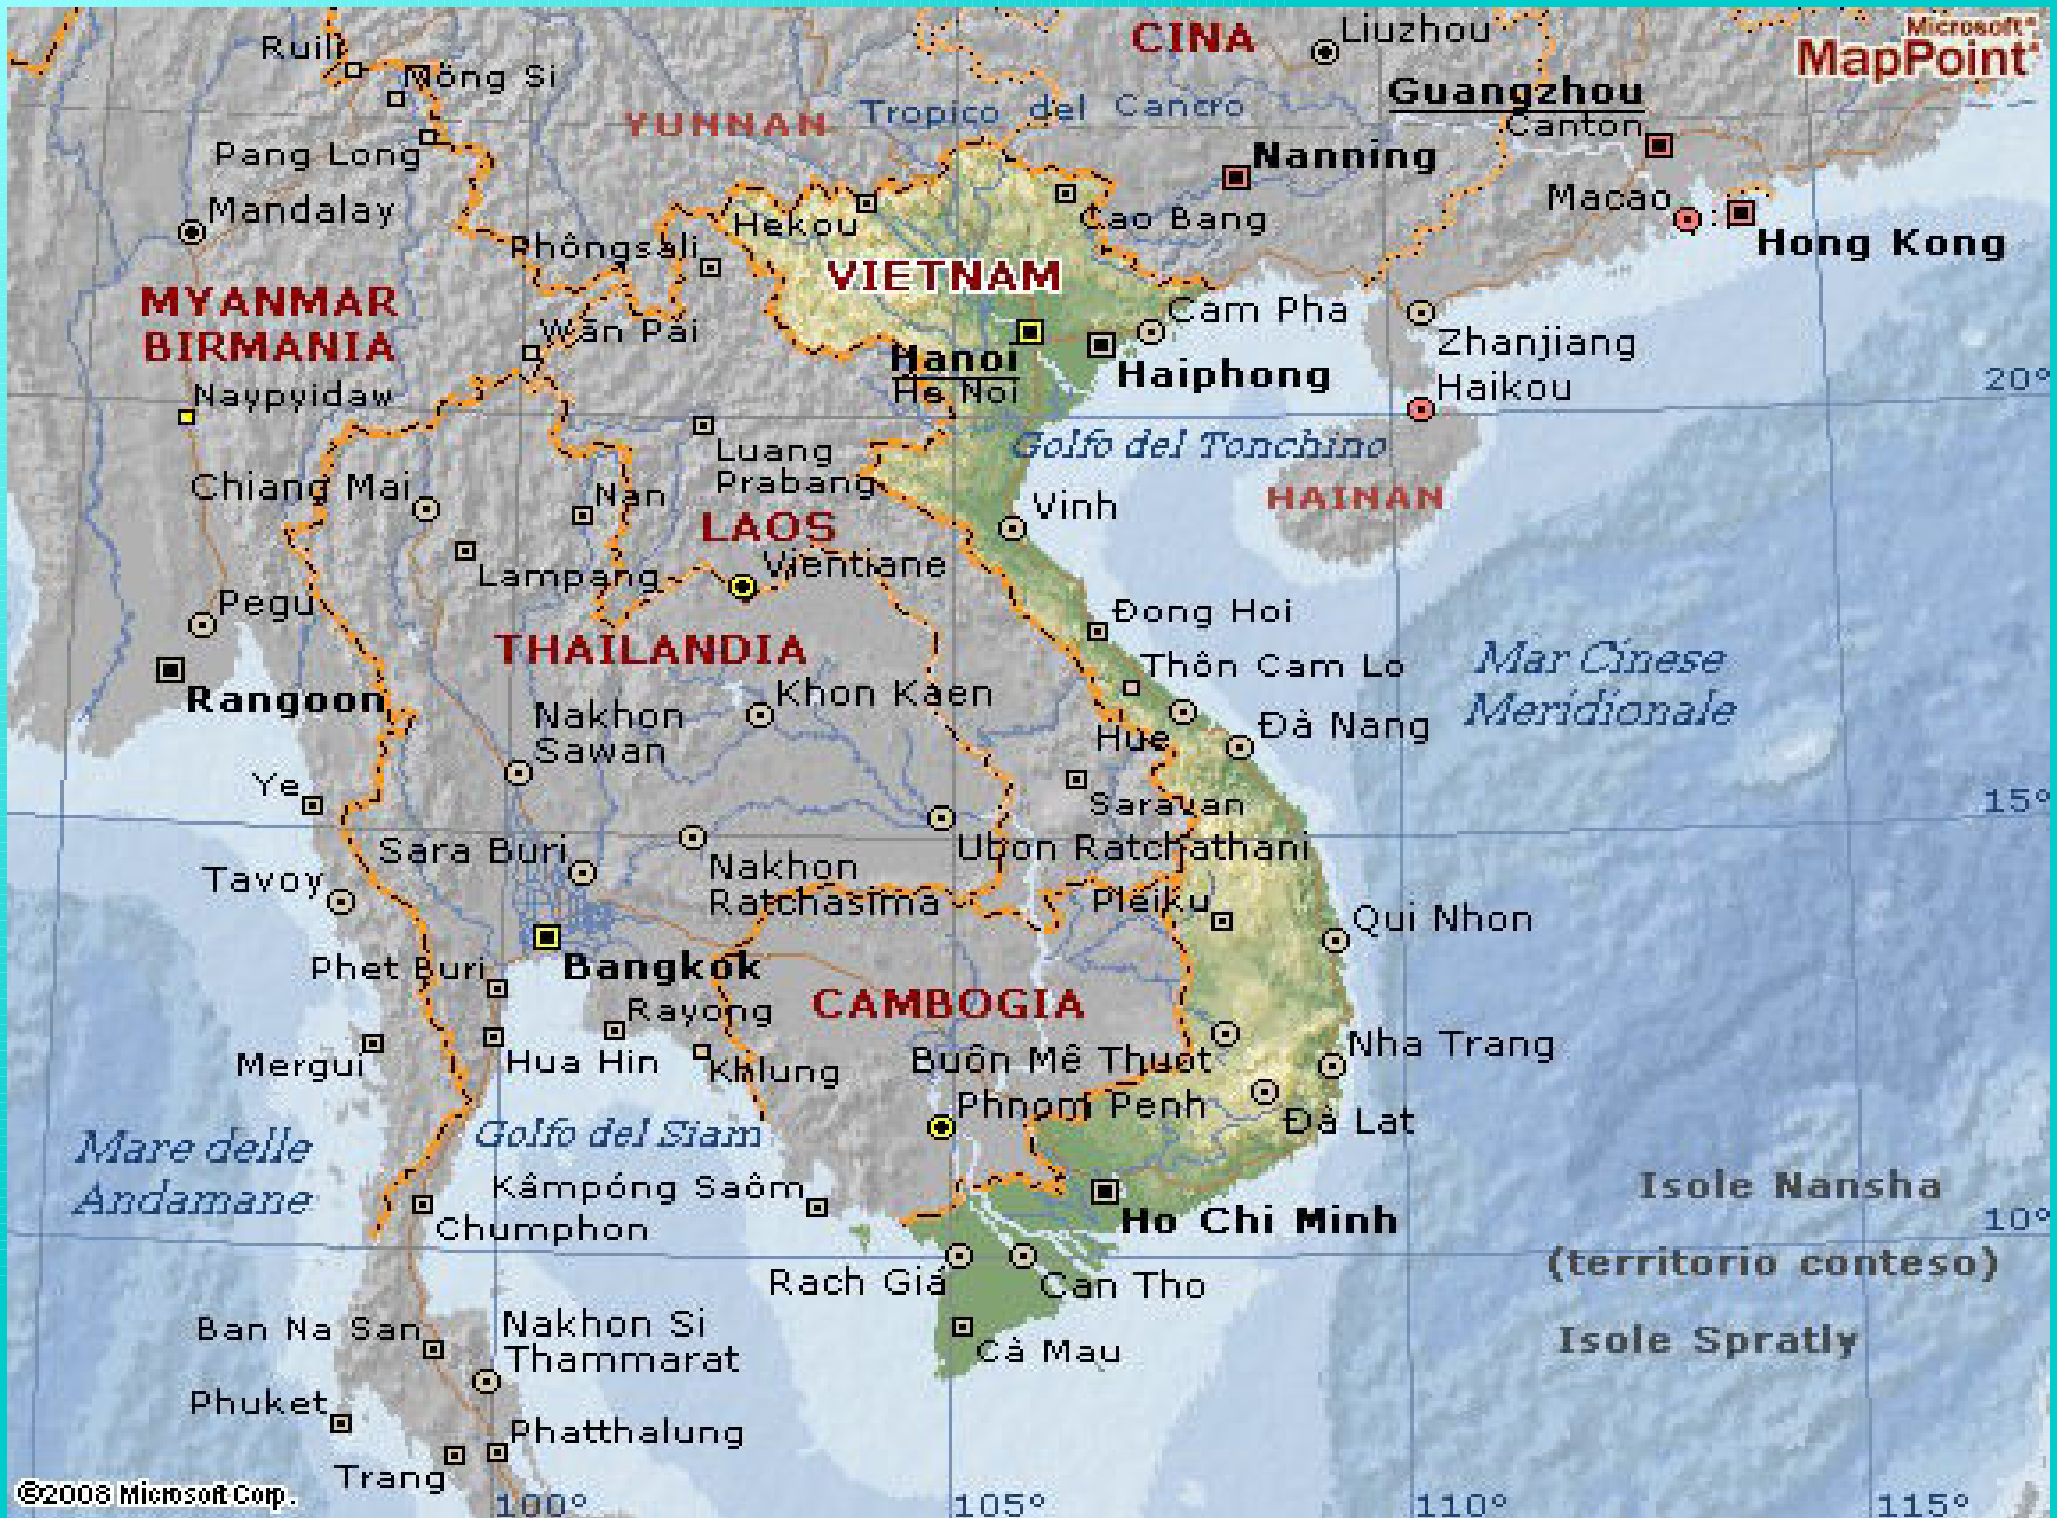 Microsoft®
MapPoint®
CINA
Liuzhou
Ruili
Möng Si
Guangzhou
Canton
YUNNAN
Tropico del Cancro
Pang Long
Nanning
Mandalay
Macao
Hong Kong
Hekou
Cao Bang
Phôngsali
VIETNAM
MYANMAR
BIRMANIA
Cam Pha
Wan Pai
Zhanjiang
Hanoi
Ha Noi
Haiphong
20°
Haikou
Naypyidaw
Golfo del Tonchino
Luang
Prabang
Chiang Mai
Nan
HAINAN
Vinh
LAOS
Vientiane
Lampang
Pegu
Đong Hoi
THAILANDIA
Mar Cinese
Meridionale
Thôn Cam Lo
Rangoon
Khon Kaen
Nakhon
Sawan
Hue
Đà Nang
Ye
Saravan
15°
Sara Buri
Ubon Ratchathani
Nakhon
Ratchasima
Tavoy
Pleiku
Qui Nhon
Phet Buri
Bangkok
CAMBOGIA
Rayong
Mergui
Hua Hin
Khlung
Buôn Mê Thuot
Nha Trang
Phnom Penh
Đà Lat
Mare delle
Andamane
Golfo del Siam
Kâmpóng Saôm
Isole Nansha
Chumphon
Ho Chi Minh
10°
(territorio conteso)
Rach Giá
Can Tho
Isole Spratly
Ban Na San
Nakhon Si
Thammarat
Cà Mau
Phuket
Phatthalung
Trang
©2008 Microsoft Corp.
100°
105°
110°
115°